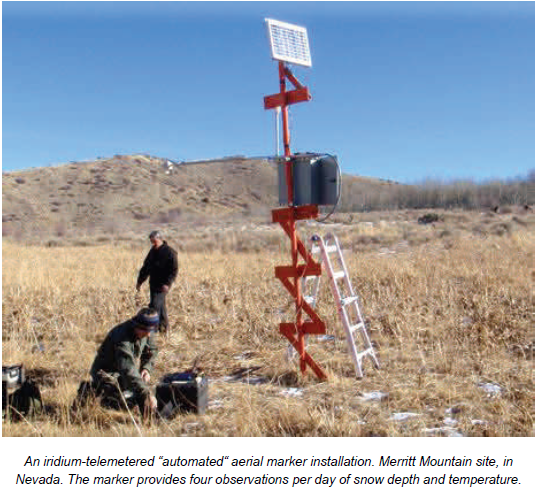 An iridium-telemetered “automated“ aerial marker installation. Merritt Mountain site, in
Nevada. The marker provides four observations per day of snow depth and temperature.